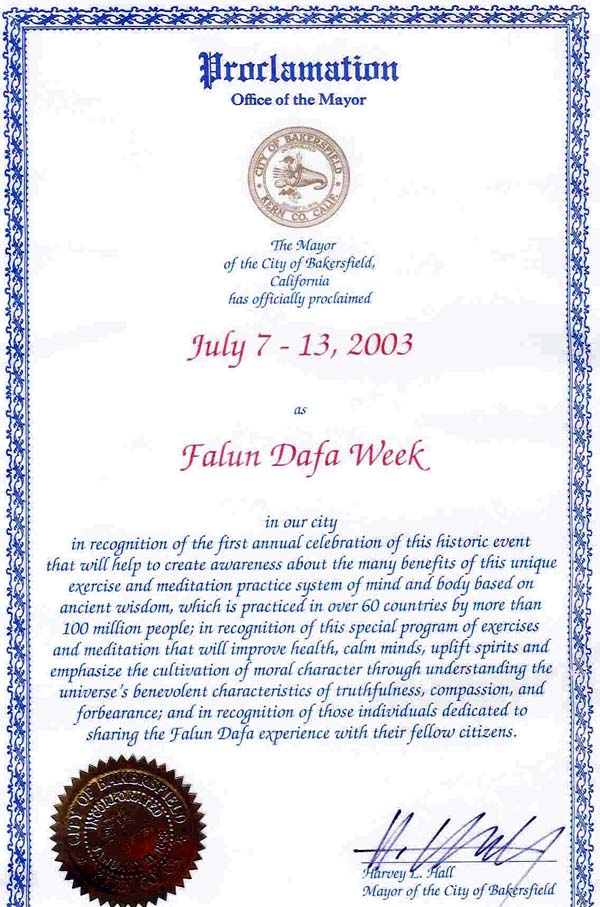 Proclamation
Office of the Mayor
CITY OF BAKERSFIELD
INCORPORATED
KERN CO. CALIF.
The Mayor
of the City of Bakersfield,
California
has officially proclaimed
July 7 - 13, 2003
as
Falun Dafa Week
in our city
in recognition of the first annual celebration of this historic event
that will help to create awareness about the many benefits of this unique
exercise and meditation practice system of mind and body based on
ancient wisdom, which is practiced in over 60 countries by more than
100 million people; in recognition of this special program of exercises
and meditation that will improve health, calm minds, uplift spirits and
emphasize the cultivation of moral character through understanding the
universe's benevolent characteristics of truthfulness, compassion, and
forbearance; and in recognition of those individuals dedicated to
sharing the Falun Dafa experience with their fellow citizens.
CITY OF BAKERSFIELD
INCORPORATED
Harvey L. Hall
Mayor of the City of Bakersfield